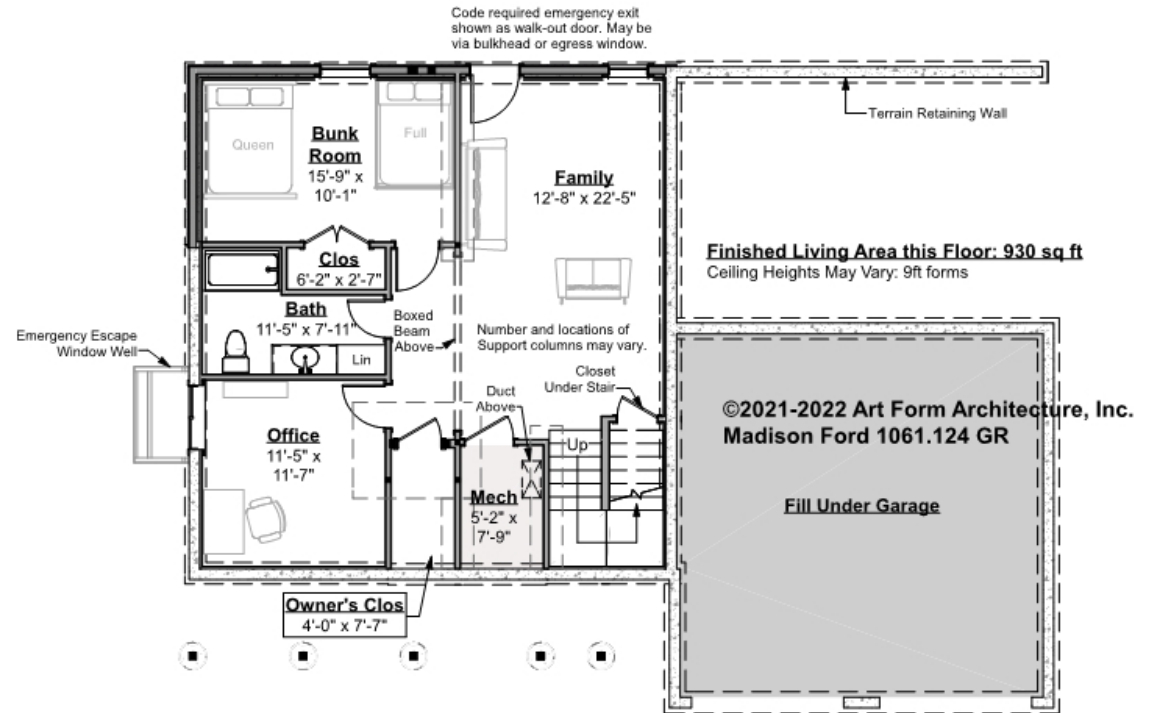 Code required emergency exit
shown as walk-out door. May be
via bulkhead or egress window.
Terrain Retaining Wall
Queen
Bunk
Room
15'-9" x
10'-1"
Full
Family
12'-8" x 22'-5"
Finished Living Area this Floor: 930 sq ft
Ceiling Heights May Vary: 9ft forms
Clos
6'-2" x 2'-7"
Bath
11'-5" x 7'-11"
Boxed
Beam
Above
Number and locations of
Support columns may vary.
Emergency Escape
Window Well
Lin
Closet
Under Stair
Duct
Above
©2021-2022 Art Form Architecture, Inc.
Madison Ford 1061.124 GR
Office
11'-5" x
11'-7"
Up
Mech
5'-2" x
7'-9"
Fill Under Garage
Owner's Clos
4'-0" x 7'-7"